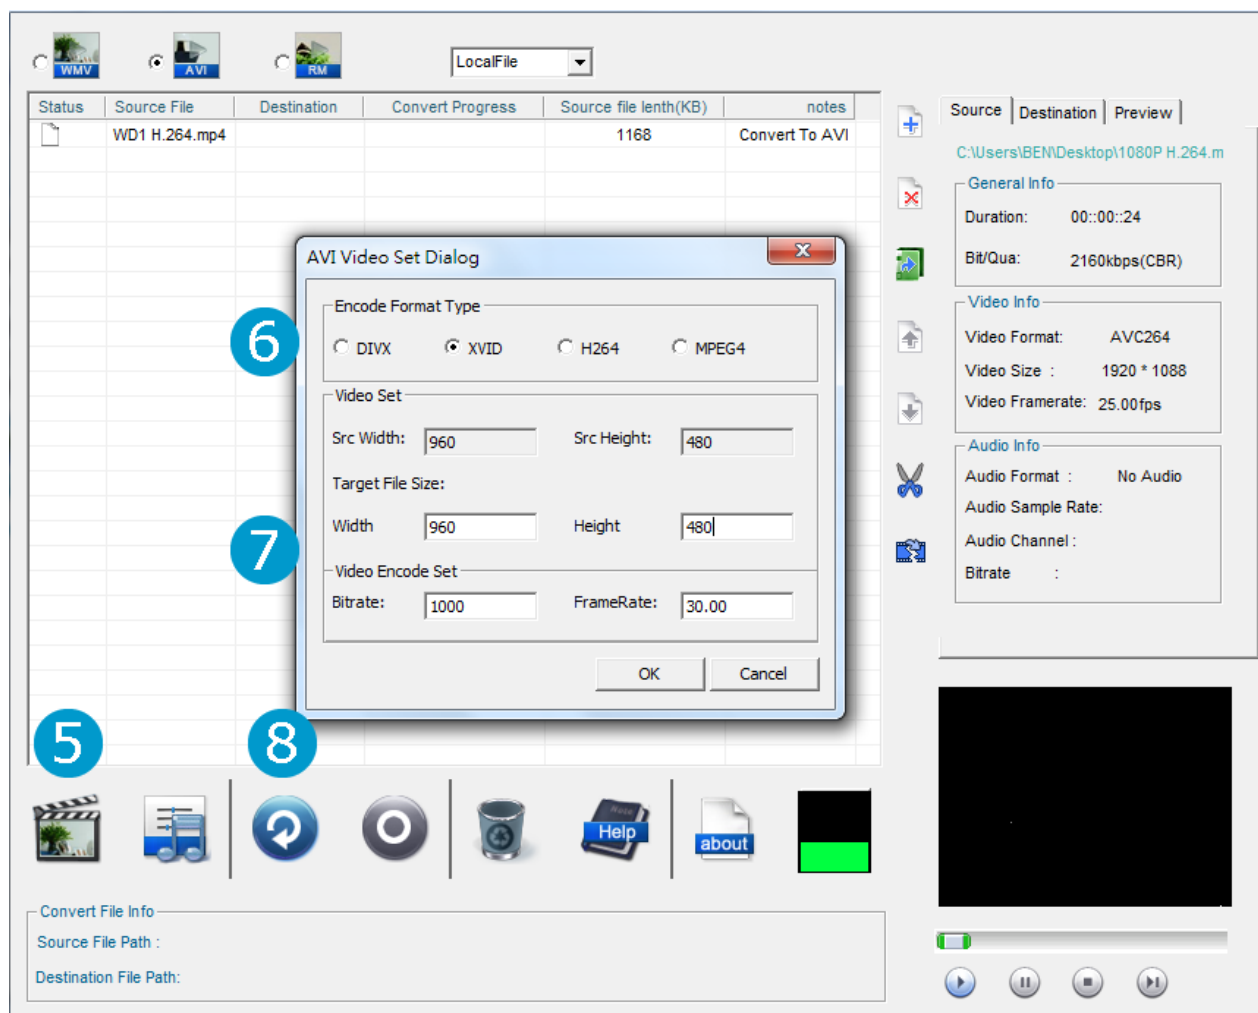 WMV AVI RM LocalFile
Status Source File Destination Convert Progress Source file lenth(KB) notes
WD1 H.264.mp4 1168 Convert To AVI
Source Destination Preview
C:\Users\BEN\Desktop\1080P H.264.m
General Info
Duration: 00::00::24
Bit/Qua: 2160kbps(CBR)
Video Info
Video Format: AVC264
Video Size : 1920 * 1088
Video Framerate: 25.00fps
Audio Info
Audio Format : No Audio
Audio Sample Rate:
Audio Channel :
Bitrate :
AVI Video Set Dialog
X
Encode Format Type
6
DIVX XVID H264 MPEG4
Video Set
Src Width: 960 Src Height: 480
Target File Size:
7
Width 960 Height 480
Video Encode Set
Bitrate: 1000 FrameRate: 30.00
OK Cancel
5 8
Help about
Convert File Info
Source File Path :
Destination File Path: